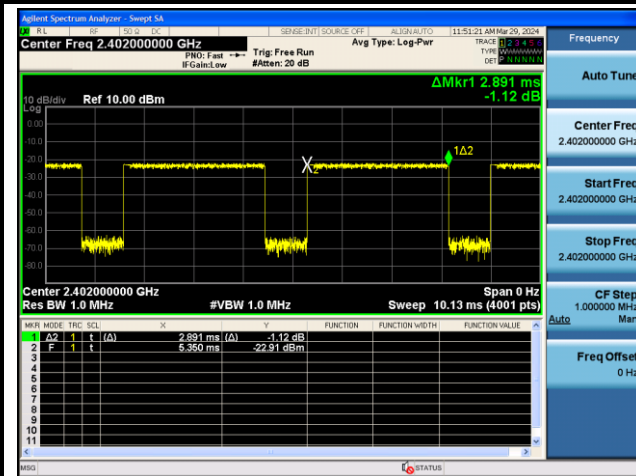 Agilent Spectrum Analyzer - Swept SA
RL RF 50 Ω DC SENSE:INT SOURCE OFF ALIGNAUTO 11:51:21 AM Mar 29, 2024
Center Freq 2.402000000 GHz
Avg Type: Log-Pwr
TRACE 1 2 3 4 5 6
PNO: Fast
Trig: Free Run
TYPE
IFGain:Low
#Atten: 20 dB
DET P N N N N N
ΔMkr1 2.891 ms
-1.12 dB
10 dB/div Ref 10.00 dBm
Log
0.00
-10.0
-20.0
-30.0
-40.0
-50.0
-60.0
-70.0
-80.0
1Δ2
X2
Center 2.402000000 GHz Span 0 Hz
Res BW 1.0 MHz #VBW 1.0 MHz Sweep 10.13 ms (4001 pts)
MKR MODE TRC SCL X Y FUNCTION FUNCTION WIDTH FUNCTION VALUE
1 Δ2 1 t (Δ) 2.891 ms (Δ) -1.12 dB
2 F 1 t 5.350 ms -22.91 dBm
3
4
5
6
7
8
9
10
11
MSG STATUS
Frequency
Auto Tune
Center Freq
2.402000000 GHz
Start Freq
2.402000000 GHz
Stop Freq
2.402000000 GHz
CF Step
1.000000 MHz
Auto Man
Freq Offset
0 Hz